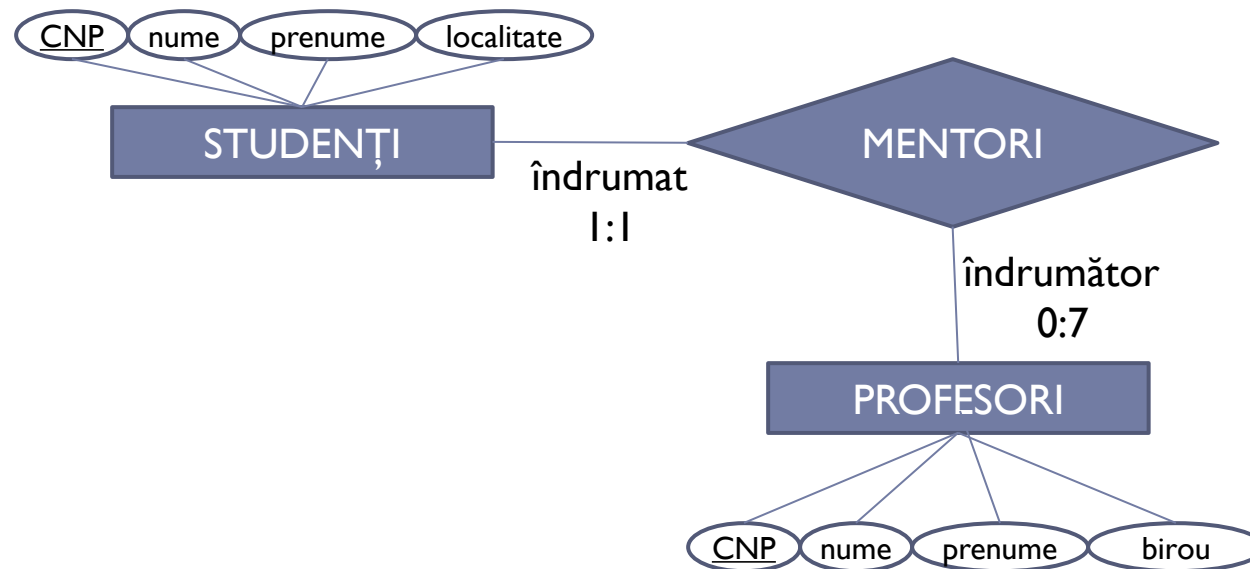 CNP nume prenume localitate
STUDENȚI
MENTORI
îndrumat
1:1
îndrumător
0:7
PROFESORI
CNP nume prenume birou